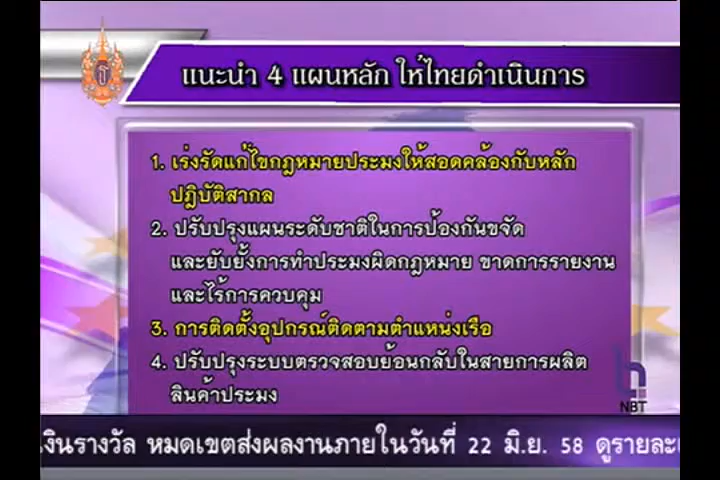 แนะนำ 4 แผนหลัก ให้ไทยดำเนินการ
1. เร่งรัดแก้ไขกฎหมายประมงให้สอดคล้องกับหลัก
ปฎิบัติสากล
2. ปรับปรุงแผนระดับชาติในการป้องกันขจัด
และยับยั้งการทำประมงผิดกฎหมาย ขาดการรายงาน
และไร้การควบคุม
3. การติดตั้งอุปกรณ์ติดตามตำแหน่งเรือ
4. ปรับปรุงระบบตรวจสอบย้อนกลับในสายการผลิต
สินค้าประมง
NBT
เงินรางวัล หมดเขตส่งผลงานภายในวันที่ 22 มิ.ย. 58 ดูรายละเ